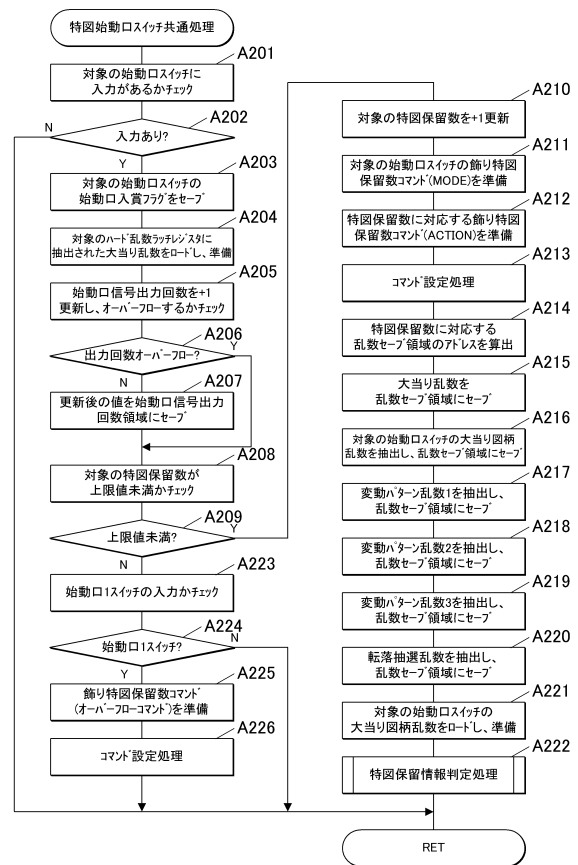 特図始動口スイッチ共通処理
A201
対象の始動口スイッチに
入力があるかチェック
A202
入力あり?
N
Y
A203
対象の始動口スイッチの
始動口入賞フラグをセーブ
A204
対象のハード乱数ラッチレジスタに
抽出された大当り乱数をロードし、準備
A205
始動口信号出力回数を+1
更新し、オーバーフローするかチェック
A206
出力回数オーバーフロー?
Y
N
A207
更新後の値を始動口信号出力
回数領域にセーブ
A208
対象の特図保留数が
上限値未満かチェック
A209
上限値未満?
Y
N
A223
始動口1スイッチの入力かチェック
A224
始動口1スイッチ?
N
Y
A225
飾り特図保留数コマンド
(オーバーフローコマンド)を準備
A226
コマンド設定処理
A210
対象の特図保留数を+1更新
A211
対象の始動口スイッチの飾り特図
保留数コマンド(MODE)を準備
A212
特図保留数に対応する飾り特図
保留数コマンド(ACTION)を準備
A213
コマンド設定処理
A214
特図保留数に対応する
乱数セーブ領域のアドレスを算出
A215
大当り乱数を
乱数セーブ領域にセーブ
A216
対象の始動口スイッチの大当り図柄
乱数を抽出し、乱数セーブ領域にセーブ
A217
変動パターン乱数1を抽出し、
乱数セーブ領域にセーブ
A218
変動パターン乱数2を抽出し、
乱数セーブ領域にセーブ
A219
変動パターン乱数3を抽出し、
乱数セーブ領域にセーブ
A220
転落抽選乱数を抽出し、
乱数セーブ領域にセーブ
A221
対象の始動口スイッチの
大当り図柄乱数をロードし、準備
A222
特図保留情報判定処理
RET